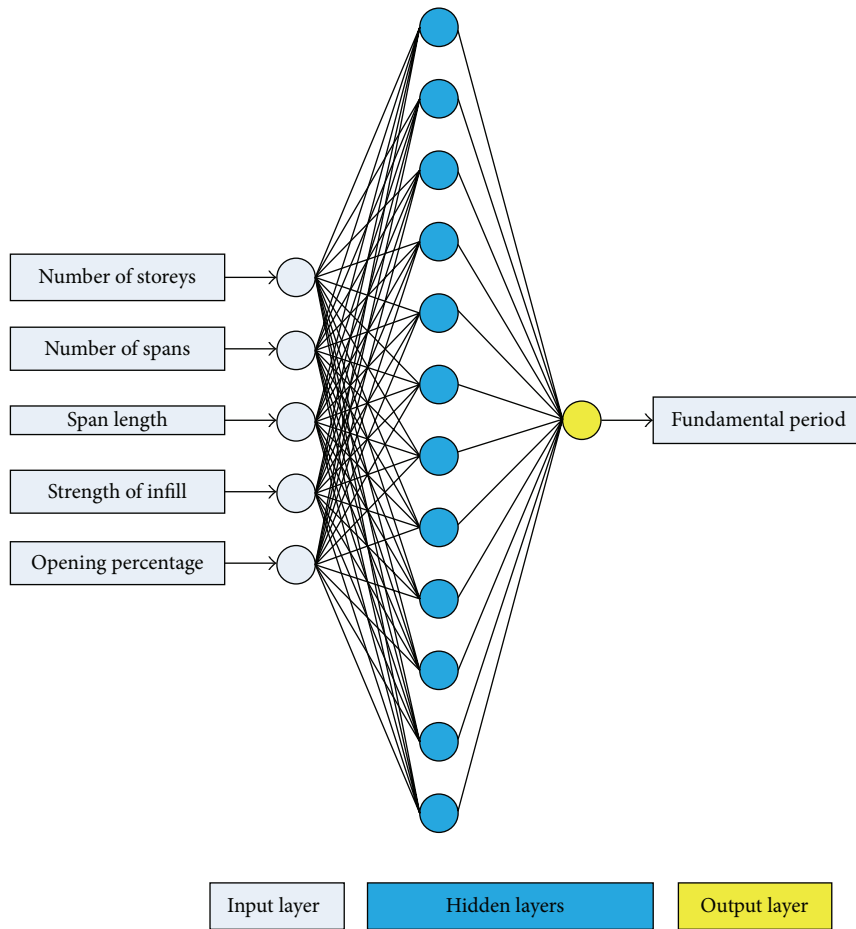 Number of storeys
Number of spans
Span length
Strength of infill
Opening percentage
Fundamental period
Input layer
Hidden layers
Output layer